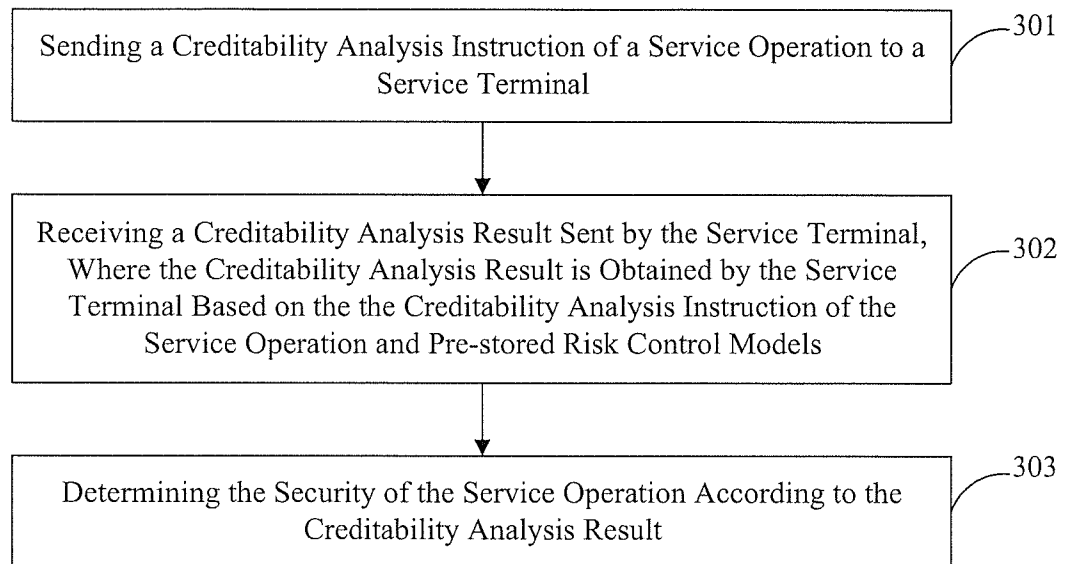 Sending a Creditability Analysis Instruction of a Service Operation to a
Service Terminal
301
Receiving a Creditability Analysis Result Sent by the Service Terminal,
Where the Creditability Analysis Result is Obtained by the Service
Terminal Based on the the Creditability Analysis Instruction of the
Service Operation and Pre-stored Risk Control Models
302
Determining the Security of the Service Operation According to the
Creditability Analysis Result
303